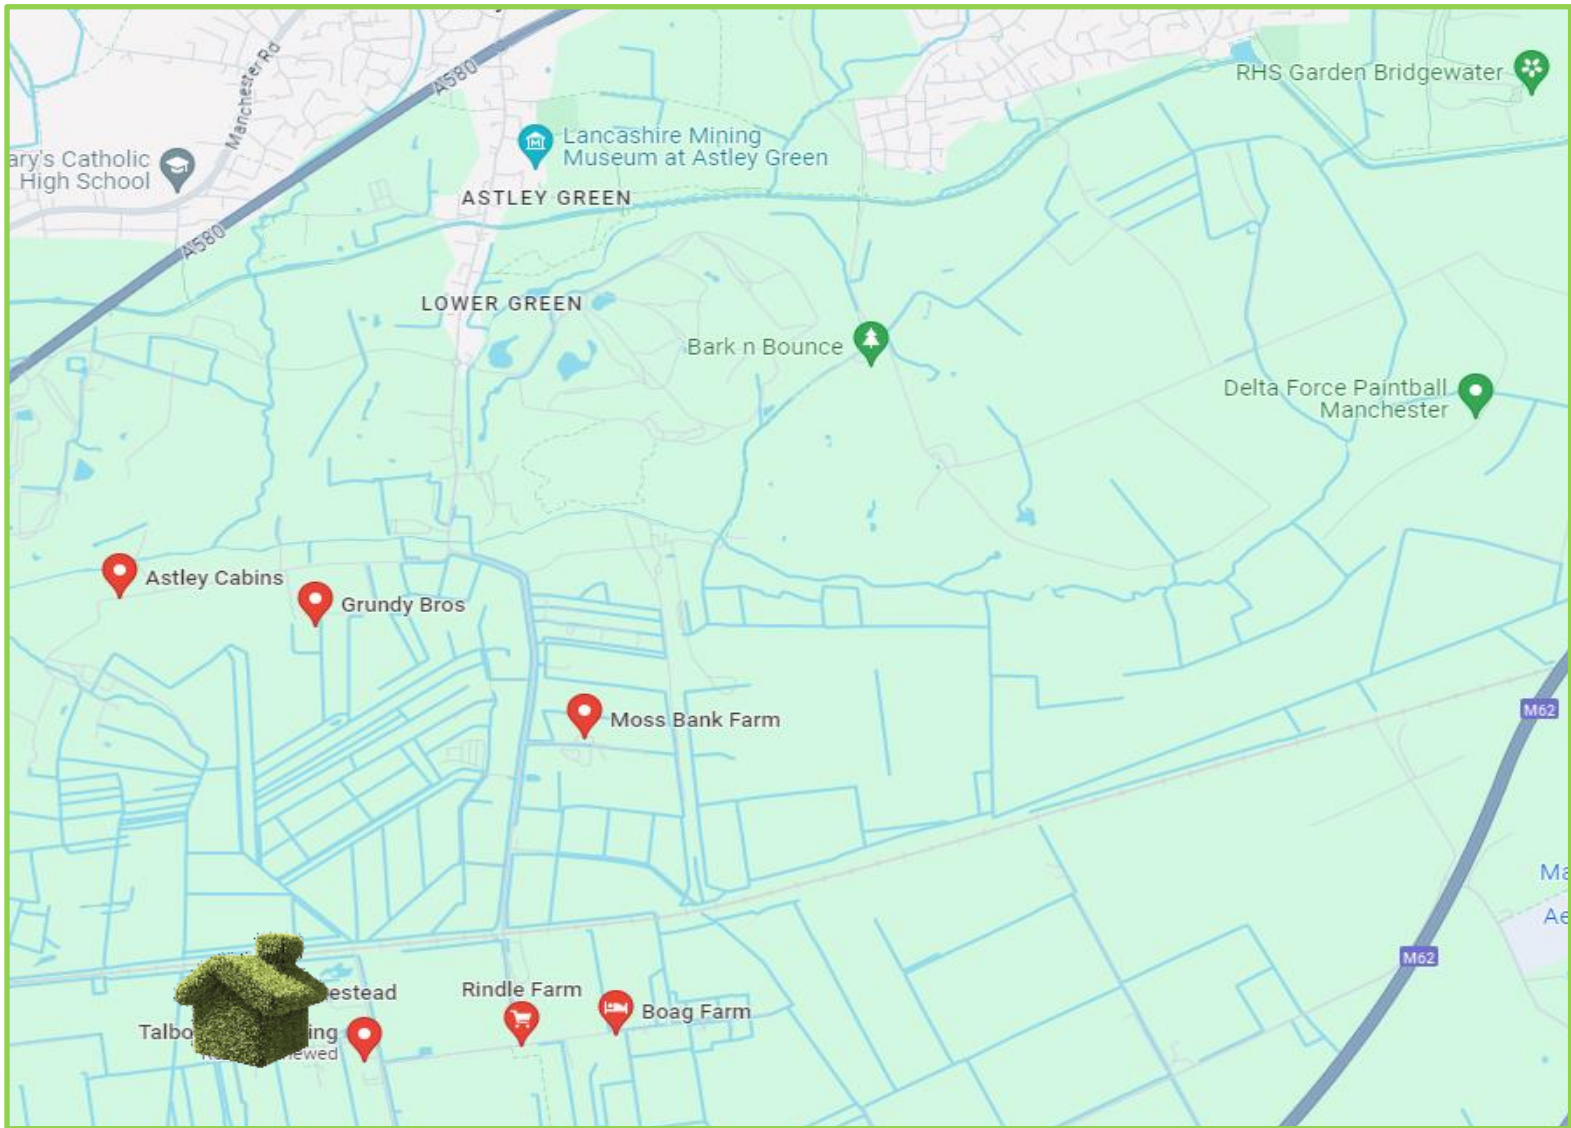 A580
RHS Garden Bridgewater
Manchester Rd
Lancashire Mining
Museum at Astley Green
ary's Catholic
High School
ASTLEY GREEN
A580
LOWER GREEN
Bark n Bounce
Delta Force Paintball
Manchester
Astley Cabins
Grundy Bros
Moss Bank Farm
M62
Ma
Ae
M62
estead
Rindle Farm
Boag Farm
Talbo ing
ewed